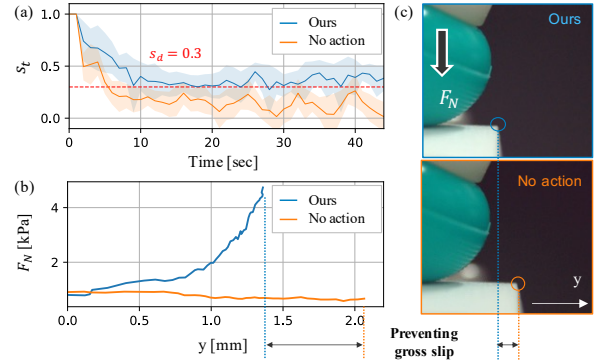 (a)
Ours
No action
s_d = 0.3
s_t
1.0
0.5
0.0
0
10
20
30
40
Time [sec]
(b)
Ours
No action
F_N [kPa]
4
2
0.0
0.5
1.0
1.5
2.0
y [mm]
(c)
Ours
F_N
No action
y
Preventing
gross slip